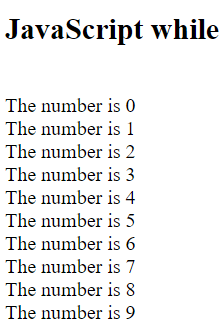 JavaScript while
The number is 0
The number is 1
The number is 2
The number is 3
The number is 4
The number is 5
The number is 6
The number is 7
The number is 8
The number is 9